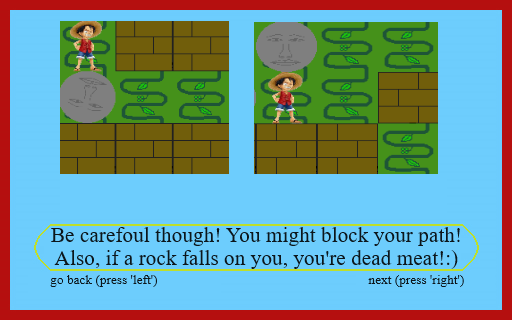 Be carefoul though! You might block your path!
Also, if a rock falls on you, you're dead meat!:)
go back (press 'left')
next (press 'right')